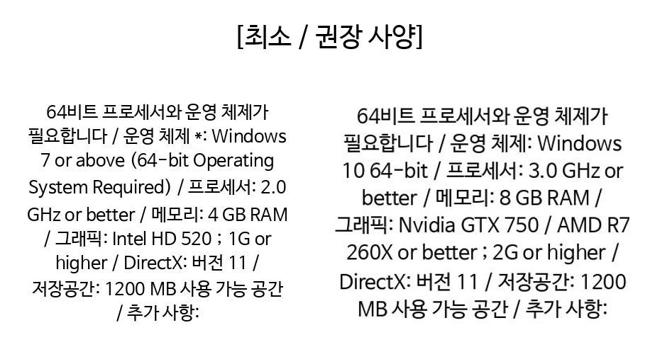 [최소 / 권장 사양]
64비트 프로세서와 운영 체제가
필요합니다 / 운영 체제 *: Windows
7 or above (64-bit Operating
System Required) / 프로세서: 2.0
GHz or better / 메모리: 4 GB RAM
/ 그래픽: Intel HD 520 ; 1G or
higher / DirectX: 버전 11 /
저장공간: 1200 MB 사용 가능 공간
/ 추가 사항:
64비트 프로세서와 운영 체제가
필요합니다 / 운영 체제: Windows
10 64-bit / 프로세서: 3.0 GHz or
better / 메모리: 8 GB RAM /
그래픽: Nvidia GTX 750 / AMD R7
260X or better ; 2G or higher /
DirectX: 버전 11 / 저장공간: 1200
MB 사용 가능 공간 / 추가 사항: